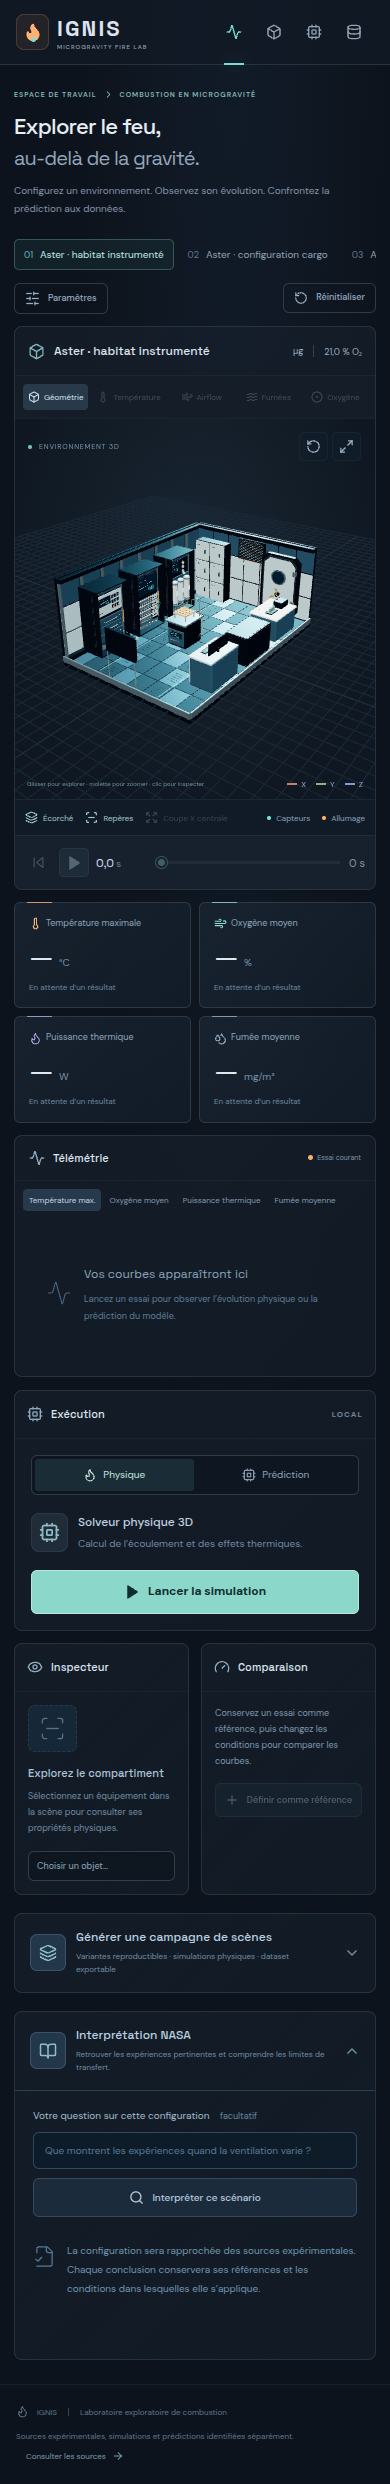 IGNIS
MICROGRAVITY FIRE LAB
ESPACE DE TRAVAIL > COMBUSTION EN MICROGRAVITÉ
Explorer le feu,
au-delà de la gravité.
Configurez un environnement. Observez son évolution. Confrontez la
prédiction aux données.
01 Aster · habitat instrumenté 02 Aster · configuration cargo 03 A
Paramètres Réinitialiser
Aster · habitat instrumenté µg 21,0 % O₂
Géométrie Température Airflow Fumées Oxygène
ENVIRONNEMENT 3D
Glisser pour explorer · molette pour zoomer · clic pour inspecter X Y Z
Écorché Repères Coupe X centrale Capteurs Allumage
0,0 s 0 s
Température maximale
— °C
En attente d'un résultat
Oxygène moyen
— %
En attente d'un résultat
Puissance thermique
— W
En attente d'un résultat
Fumée moyenne
— mg/m³
En attente d'un résultat
Télémétrie Essai courant
Température max. Oxygène moyen Puissance thermique Fumée moyenne
Vos courbes apparaîtront ici
Lancez un essai pour observer l'évolution physique ou la
prédiction du modèle.
Exécution LOCAL
Physique Prédiction
Solveur physique 3D
Calcul de l'écoulement et des effets thermiques.
Lancer la simulation
Inspecteur
Explorez le compartiment
Sélectionnez un équipement dans
la scène pour consulter ses
propriétés physiques.
Choisir un objet...
Comparaison
Conservez un essai comme
référence, puis changez les
conditions pour comparer les
courbes.
Définir comme référence
Générer une campagne de scènes
Variantes reproductibles · simulations physiques · dataset
exportable
Interprétation NASA
Retrouver les expériences pertinentes et comprendre les limites de
transfert.
Votre question sur cette configuration facultatif
Que montrent les expériences quand la ventilation varie ?
Interpréter ce scénario
La configuration sera rapprochée des sources expérimentales.
Chaque conclusion conservera ses références et les
conditions dans lesquelles elle s'applique.
IGNIS | Laboratoire exploratoire de combustion
Sources expérimentales, simulations et prédictions identifiées séparément.
Consulter les sources